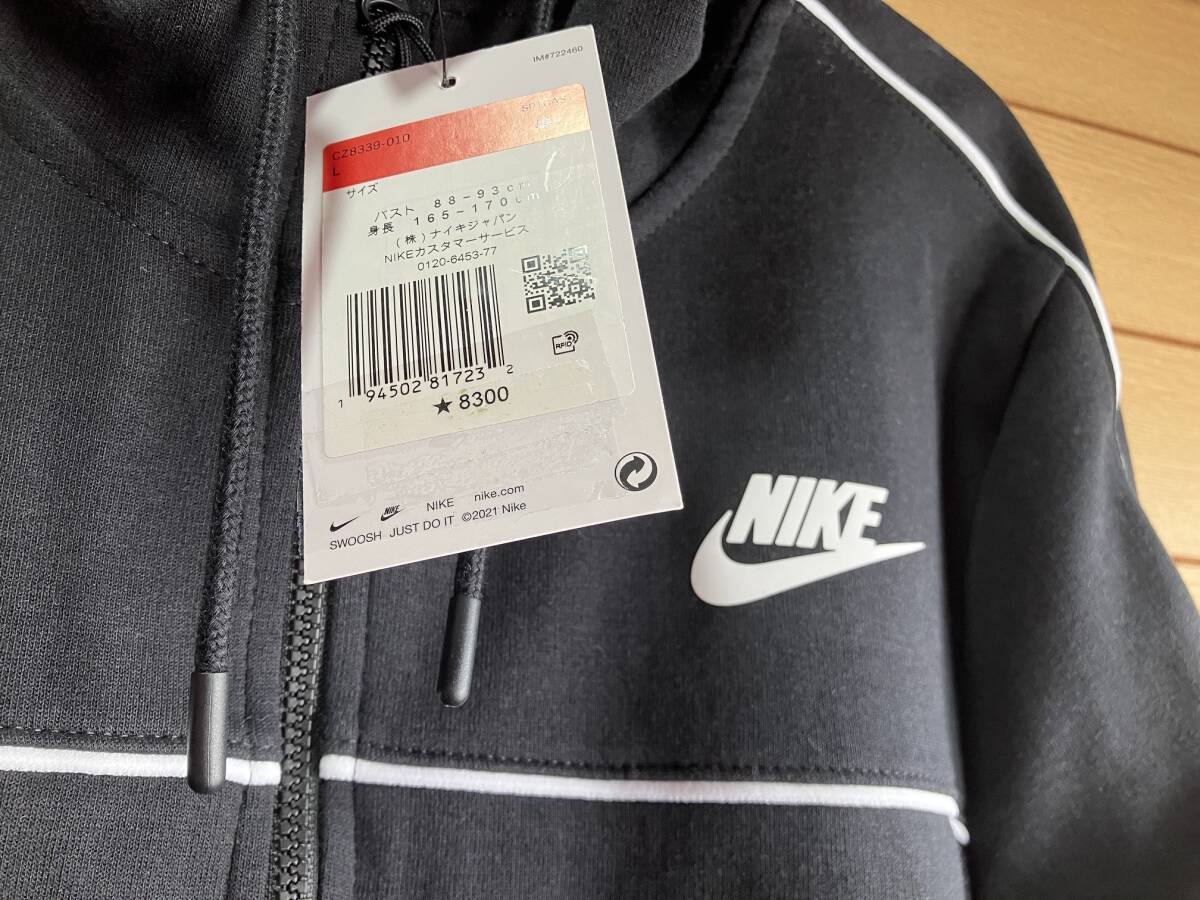 IM#722460
CZ8339-010
L
サイズ
バスト 88-93cm
身長 165-170cm
(株)ナイキジャパン
NIKEカスタマーサービス
0120-6453-77
RFID
1 94502 81723 2
★8300
NIKE nike.com
SWOOSH JUST DO IT ©2021 Nike
NIKE